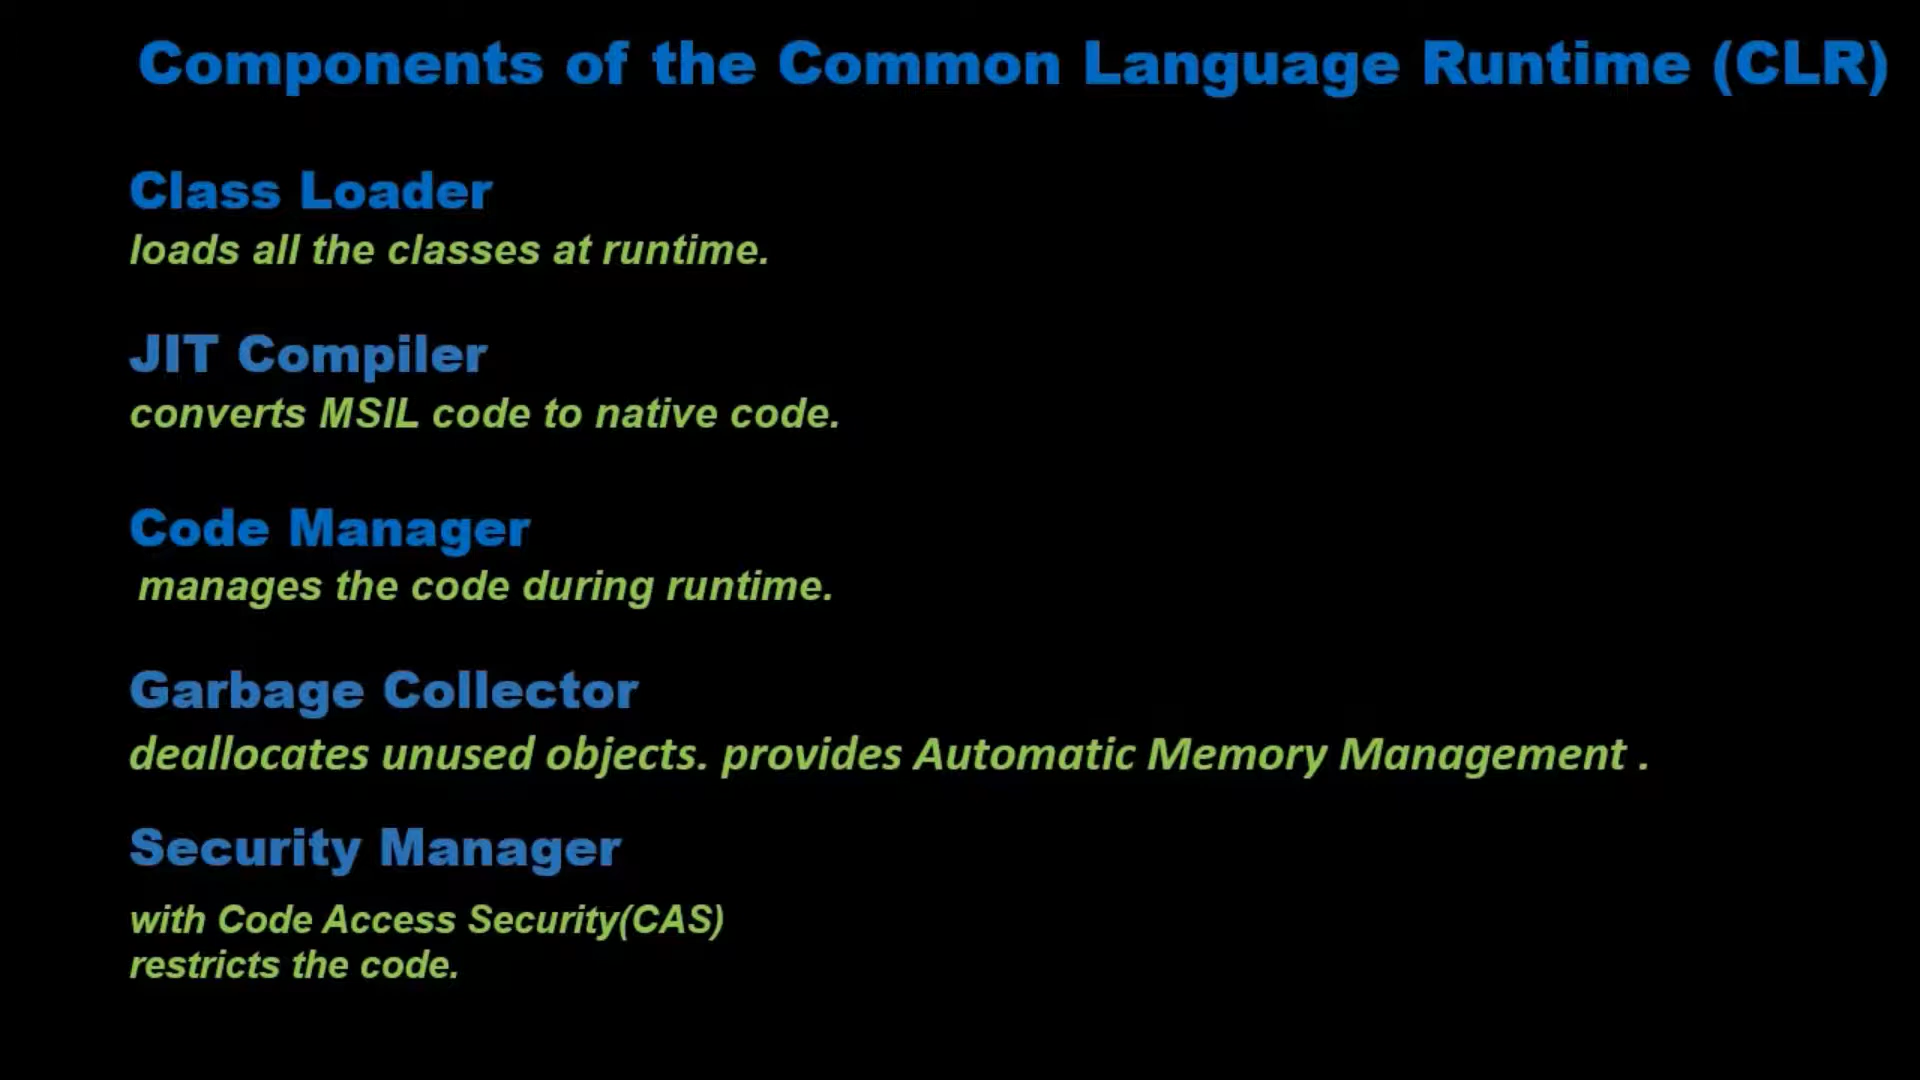 Components of the Common Language Runtime (CLR)
Class Loader
loads all the classes at runtime.
JIT Compiler
converts MSIL code to native code.
Code Manager
manages the code during runtime.
Garbage Collector
deallocates unused objects. provides Automatic Memory Management .
Security Manager
with Code Access Security(CAS)
restricts the code.